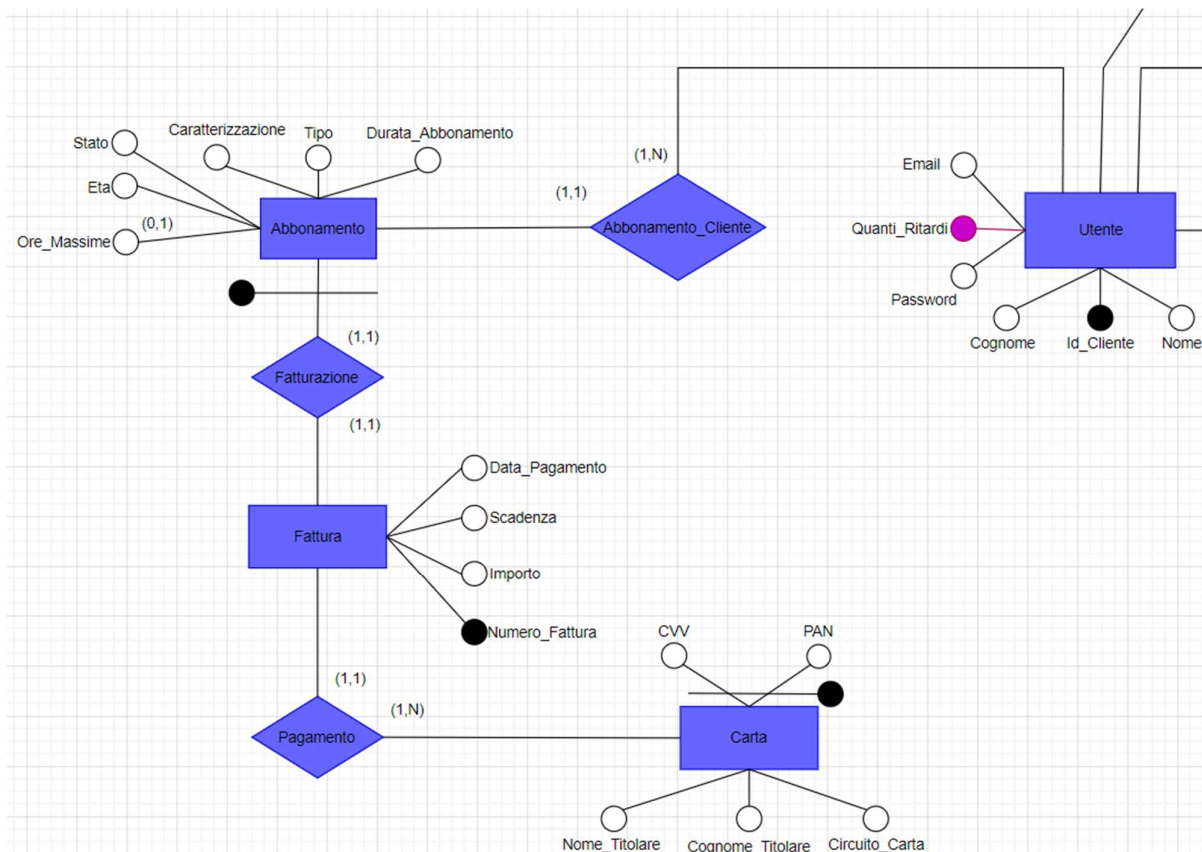 Caratterizzazione
Tipo
Durata_Abbonamento
Stato
Eta
(0,1)
Ore_Massime
Abbonamento
(1,N)
(1,1)
Abbonamento_Cliente
Email
Quanti_Ritardi
Password
Utente
Cognome
Id_Cliente
Nome
(1,1)
Fatturazione
(1,1)
Data_Pagamento
Scadenza
Importo
Numero_Fattura
Fattura
(1,1)
Pagamento
(1,N)
CVV
PAN
Carta
Nome_Titolare
Cognome_Titolare
Circuito_Carta